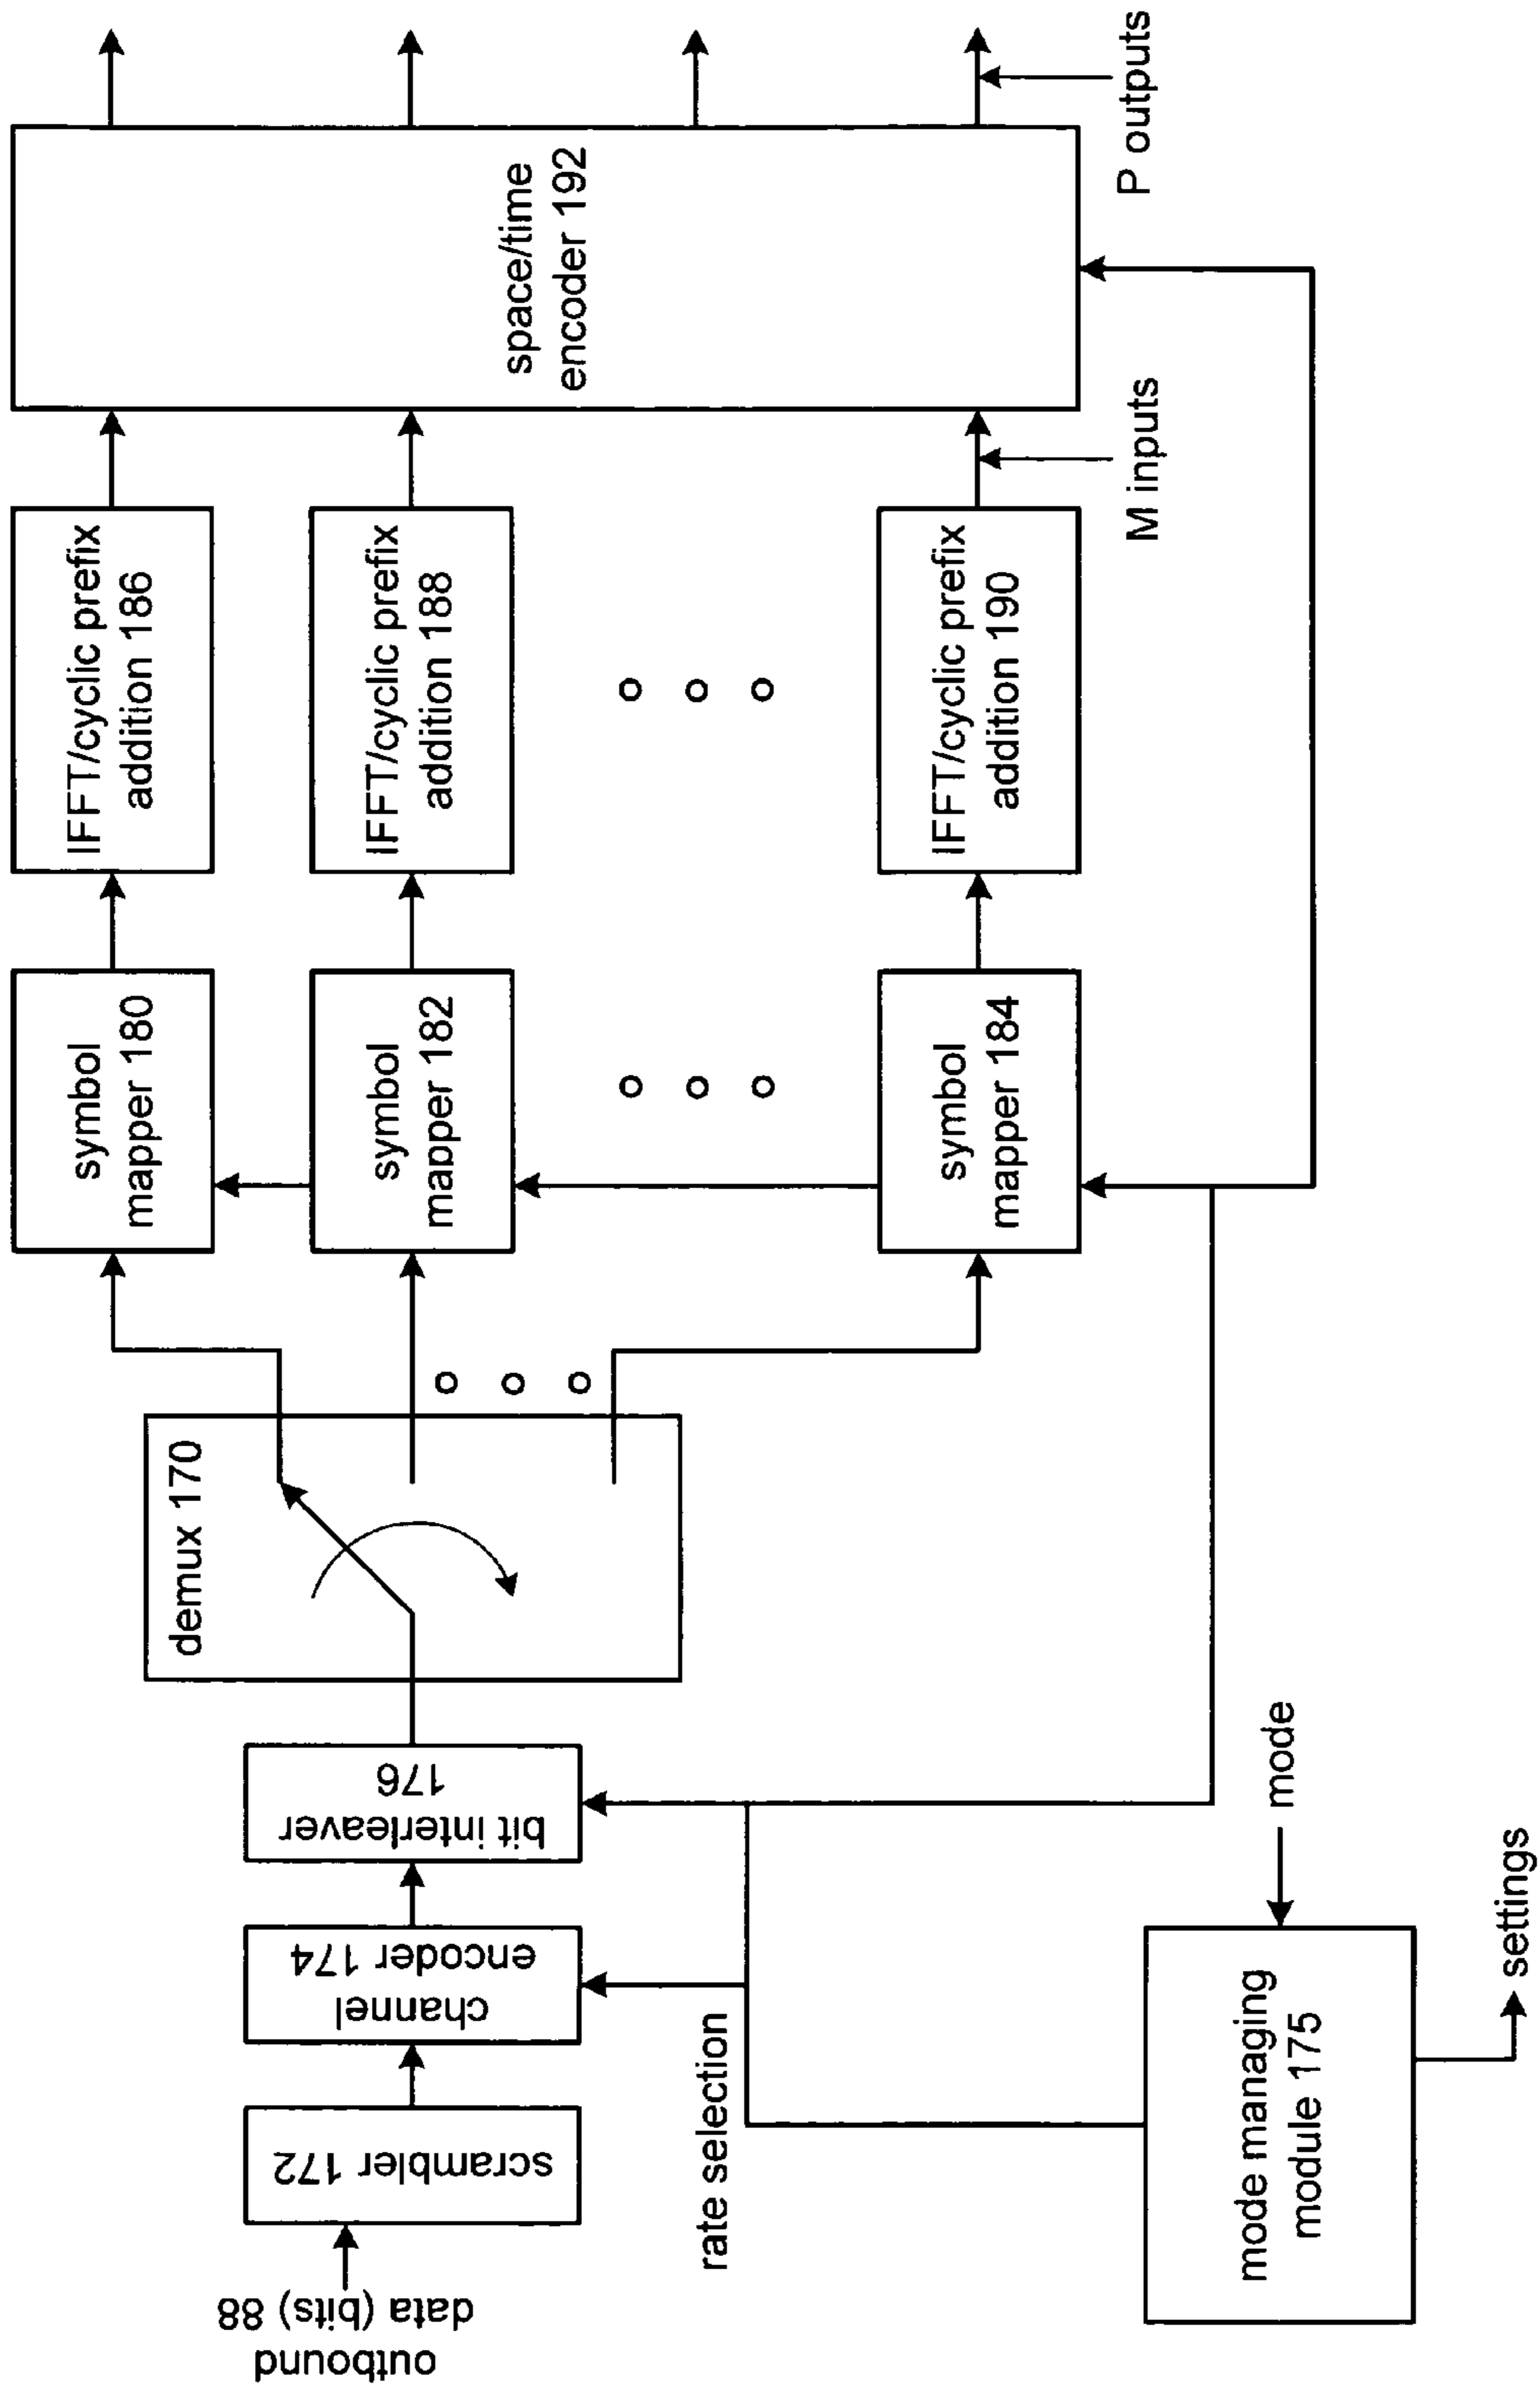 outbound
data (bits) 88
scrambler 172
channel
encoder 174
bit interleaver
176
demux 170
symbol
mapper 180
symbol
mapper 182
symbol
mapper 184
IFFT/cyclic prefix
addition 186
IFFT/cyclic prefix
addition 188
IFFT/cyclic prefix
addition 190
M inputs
space/time
encoder 192
P outputs
rate selection
mode managing
module 175
mode
settings